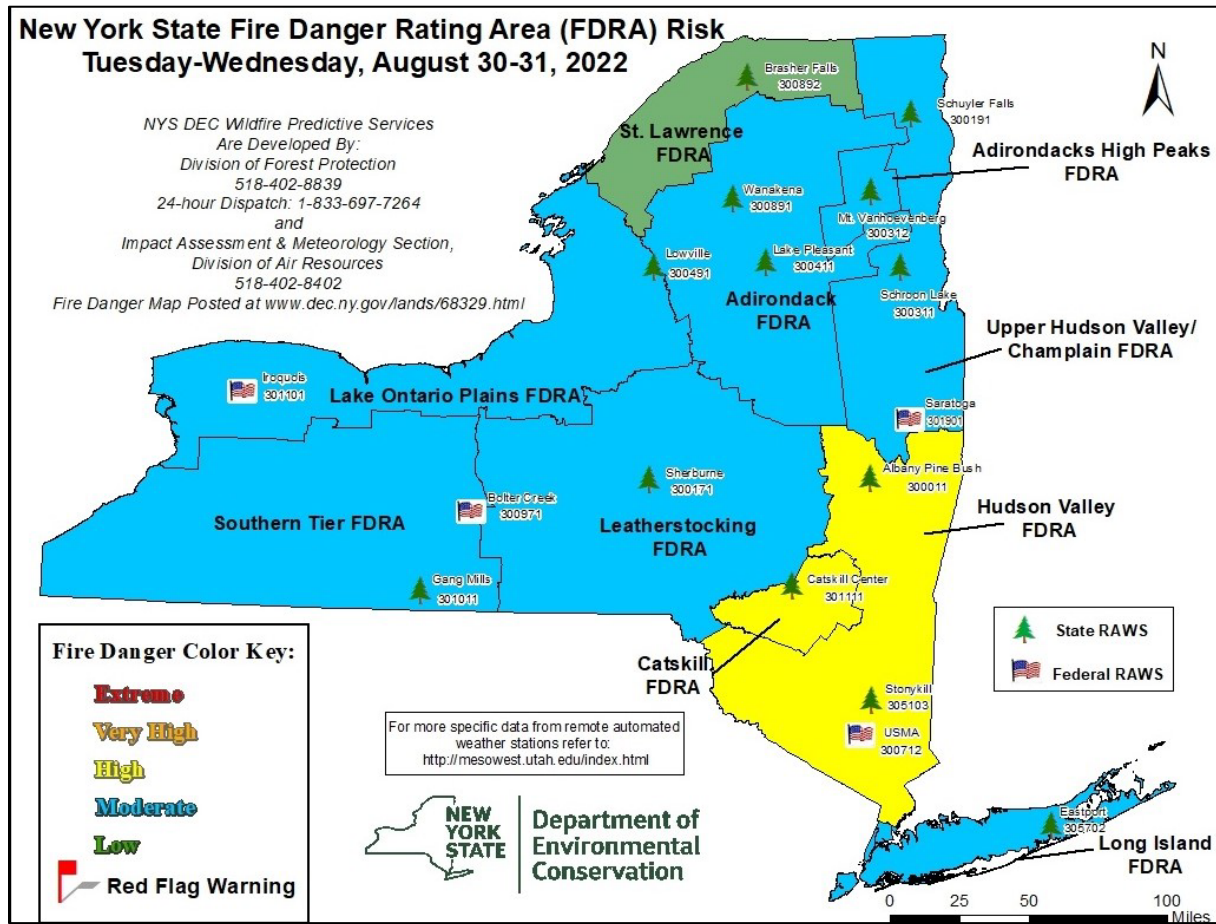 New York State Fire Danger Rating Area (FDRA) Risk
Tuesday-Wednesday, August 30-31, 2022
NYS DEC Wildfire Predictive Services
Are Developed By:
Division of Forest Protection
518-402-8839
24-hour Dispatch: 1-833-697-7264
and
Impact Assessment & Meteorology Section,
Division of Air Resources
518-402-8402
Fire Danger Map Posted at www.dec.ny.gov/lands/68329.html
N
Brasher Falls
300892
St. Lawrence
FDRA
Schuyler Falls
300191
Adirondacks High Peaks
FDRA
Wanakena
300891
Mt. Vanhoevenberg
300312
Lowville
300491
Lake Pleasant
300411
Adirondack
FDRA
Schroon Lake
300311
Upper Hudson Valley/
Champlain FDRA
Iroquois
301101
Lake Ontario Plains FDRA
Saratoga
301901
Sherburne
300171
Albany Pine Bush
300011
Bolter Creek
300971
Southern Tier FDRA
Leatherstocking
FDRA
Hudson Valley
FDRA
Gang Mills
301011
Catskill Center
301111
Catskill
FDRA
Stonykill
305103
USMA
300712
State RAWS
Federal RAWS
Fire Danger Color Key:
Extreme
Very High
High
Moderate
Low
Red Flag Warning
For more specific data from remote automated
weather stations refer to:
http://mesowest.utah.edu/index.html
NEW
YORK
STATE
Department of
Environmental
Conservation
Eastport
305702
Long Island
FDRA
0 25 50 100
Miles